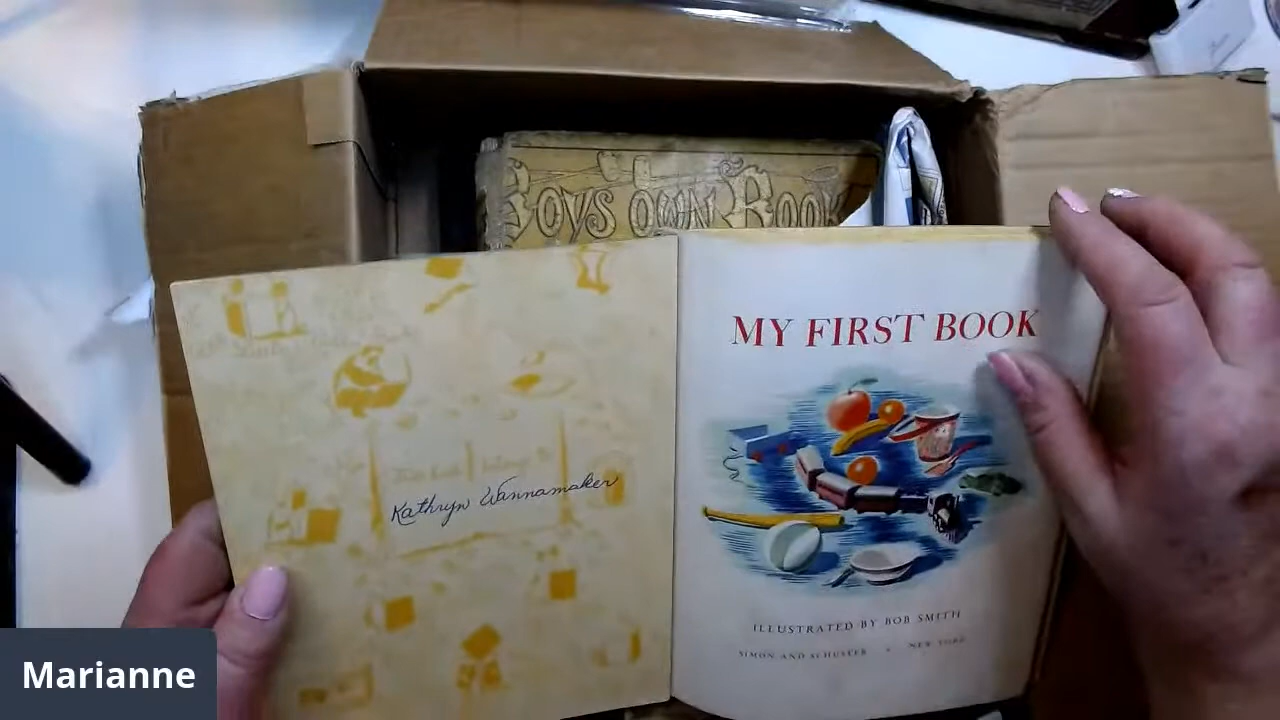 Boys own Book
MY FIRST BOOK
Kathryn Wannamaker
ILLUSTRATED BY BOB SMITH
SIMON AND SCHUSTER • NEW YORK
Marianne